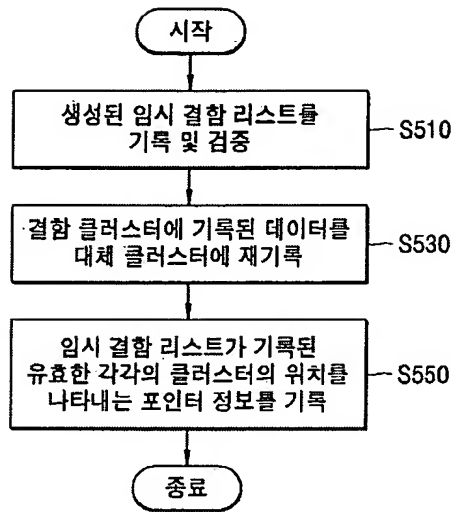 시작
생성된 임시 결함 리스트를
기록 및 검증
S510
결함 클러스터에 기록된 데이터를
대체 클러스터에 재기록
S530
임시 결함 리스트가 기록된
유효한 각각의 클러스터의 위치를
나타내는 포인터 정보를 기록
S550
종료